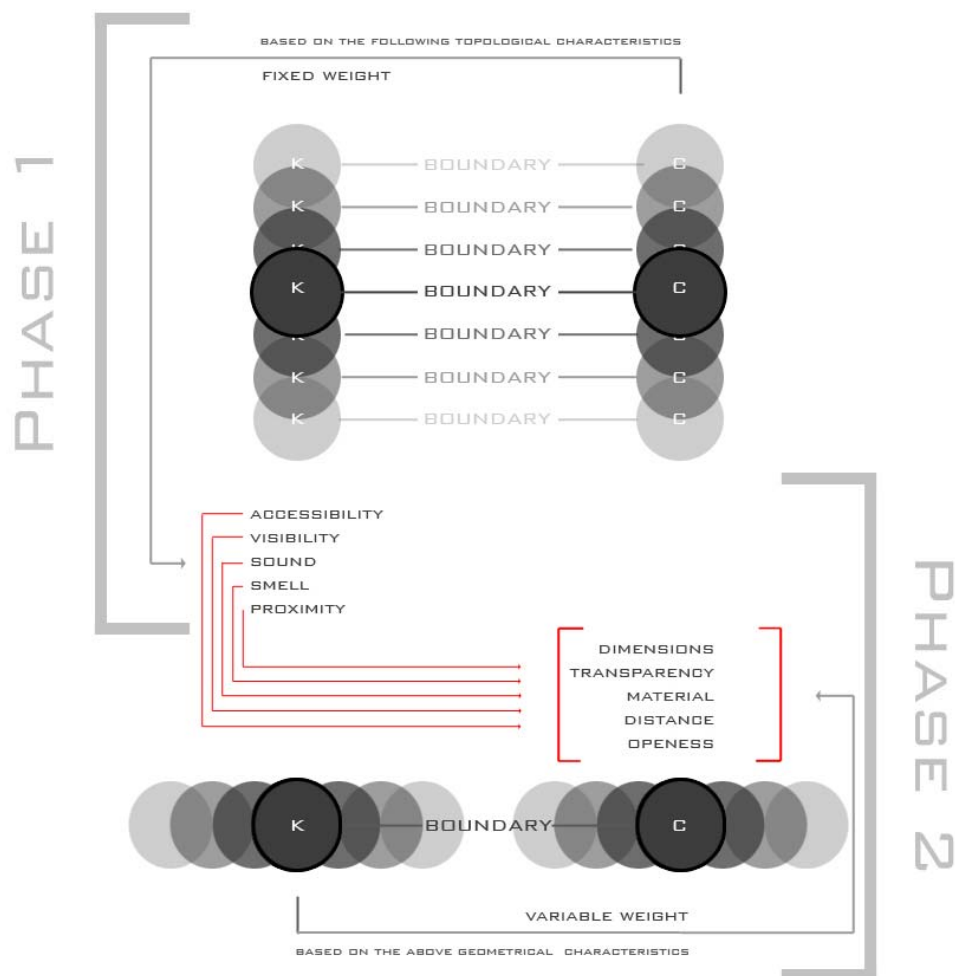 PHASE 1
BASED ON THE FOLLOWING TOPOLOGICAL CHARACTERISTICS
FIXED WEIGHT
K BOUNDARY C
K BOUNDARY C
K BOUNDARY C
K BOUNDARY C
K BOUNDARY C
K BOUNDARY C
K BOUNDARY C
ACCESSIBILITY
VISIBILITY
SOUND
SMELL
PROXIMITY
PHASE 2
DIMENSIONS
TRANSPARENCY
MATERIAL
DISTANCE
OPENESS
K BOUNDARY C
VARIABLE WEIGHT
BASED ON THE ABOVE GEOMETRICAL CHARACTERISTICS